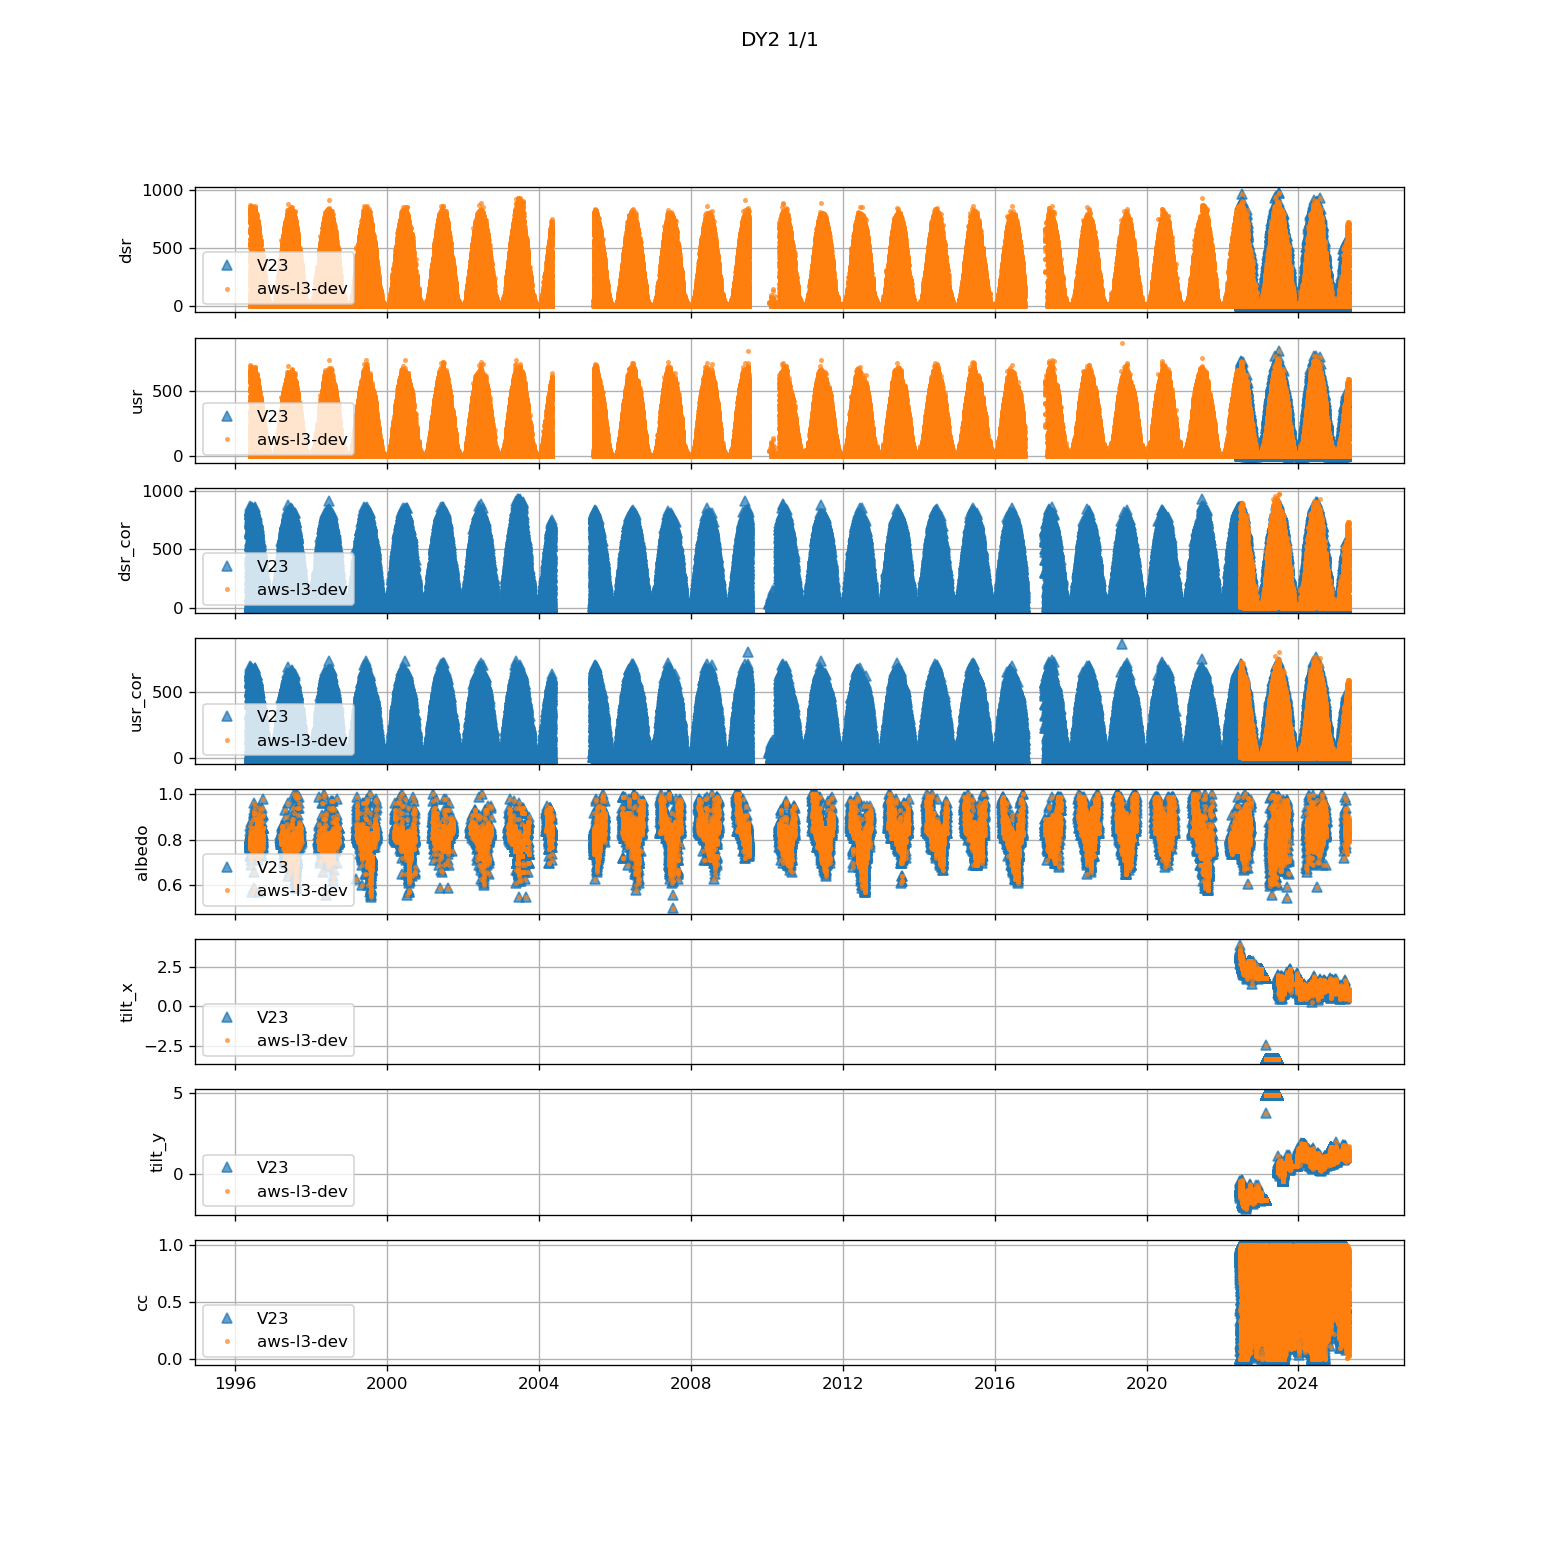 DY2 1/1
1000
500
0
dsr
V23
aws-l3-dev
500
0
usr
V23
aws-l3-dev
1000
500
0
dsr_cor
V23
aws-l3-dev
500
0
usr_cor
V23
aws-l3-dev
1.0
0.8
0.6
albedo
V23
aws-l3-dev
2.5
0.0
−2.5
tilt_x
V23
aws-l3-dev
5
0
tilt_y
V23
aws-l3-dev
1.0
0.5
0.0
cc
V23
aws-l3-dev
1996 2000 2004 2008 2012 2016 2020 2024